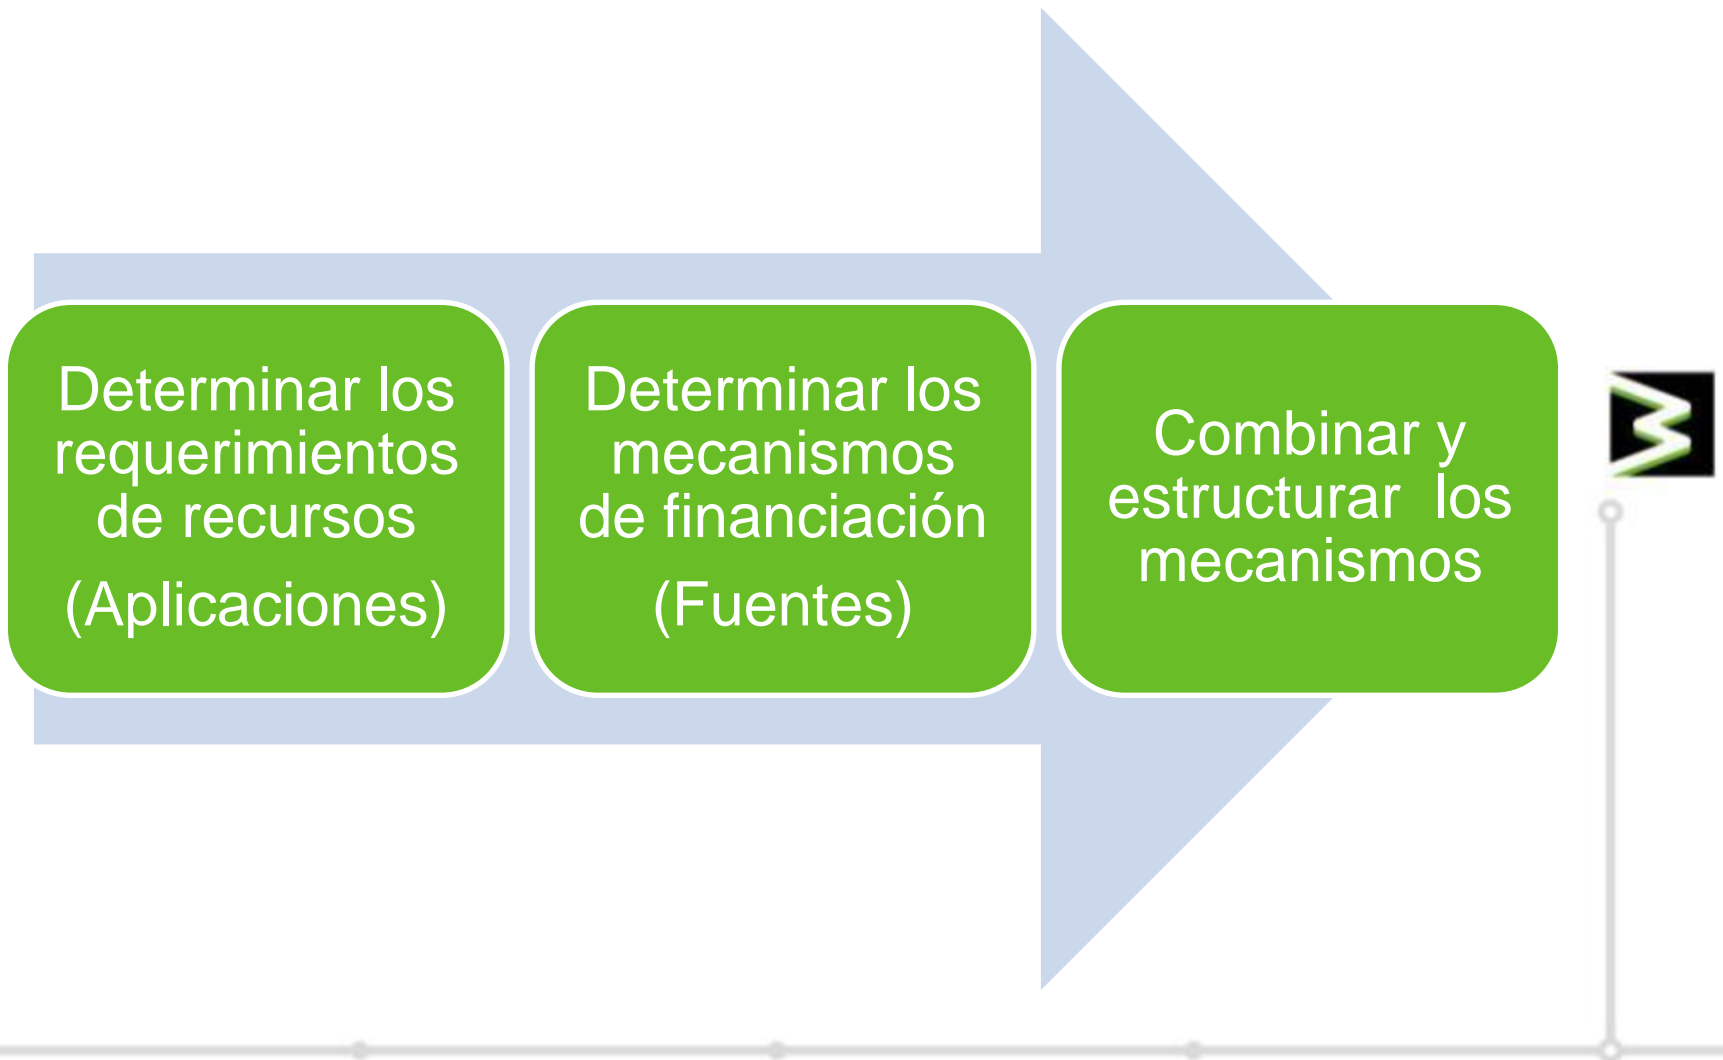 Determinar los
requerimientos
de recursos
(Aplicaciones)
Determinar los
mecanismos
de financiación
(Fuentes)
Combinar y
estructurar  los
mecanismos